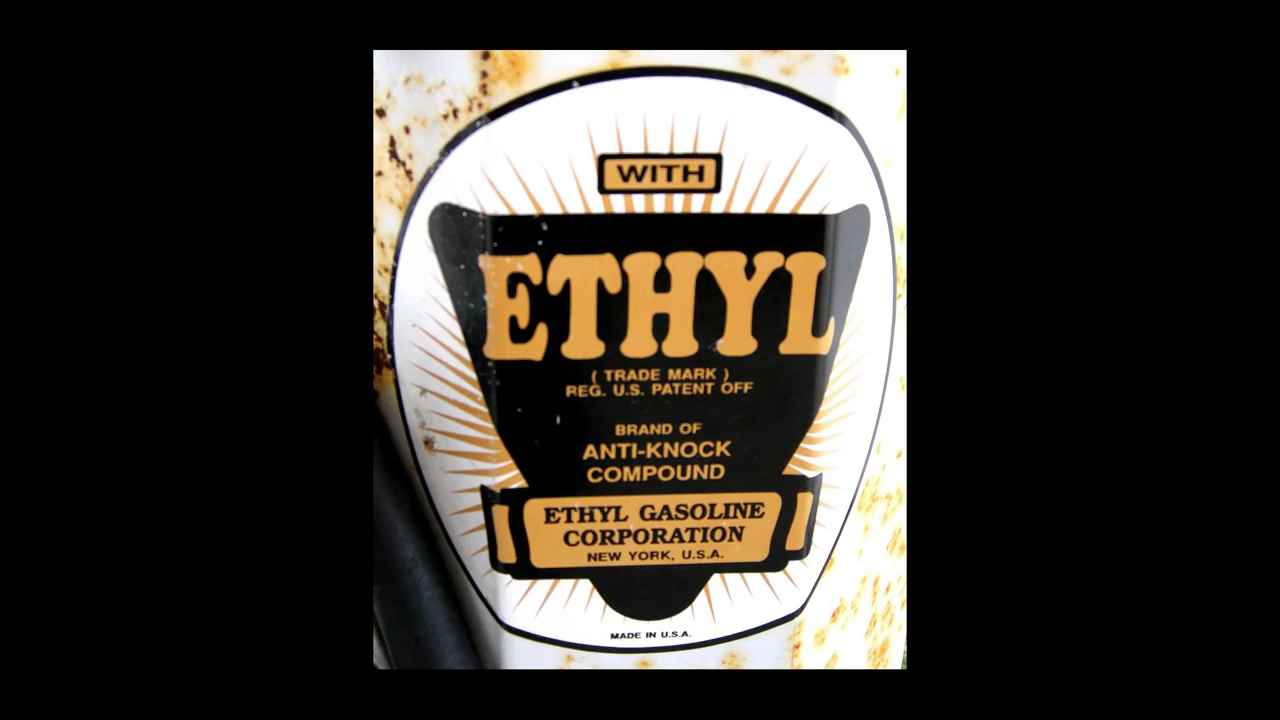 WITH
ETHYL
( TRADE MARK )
REG. U.S. PATENT OFF
BRAND OF
ANTI-KNOCK
COMPOUND
ETHYL GASOLINE
CORPORATION
NEW YORK, U.S.A.
MADE IN U.S.A.